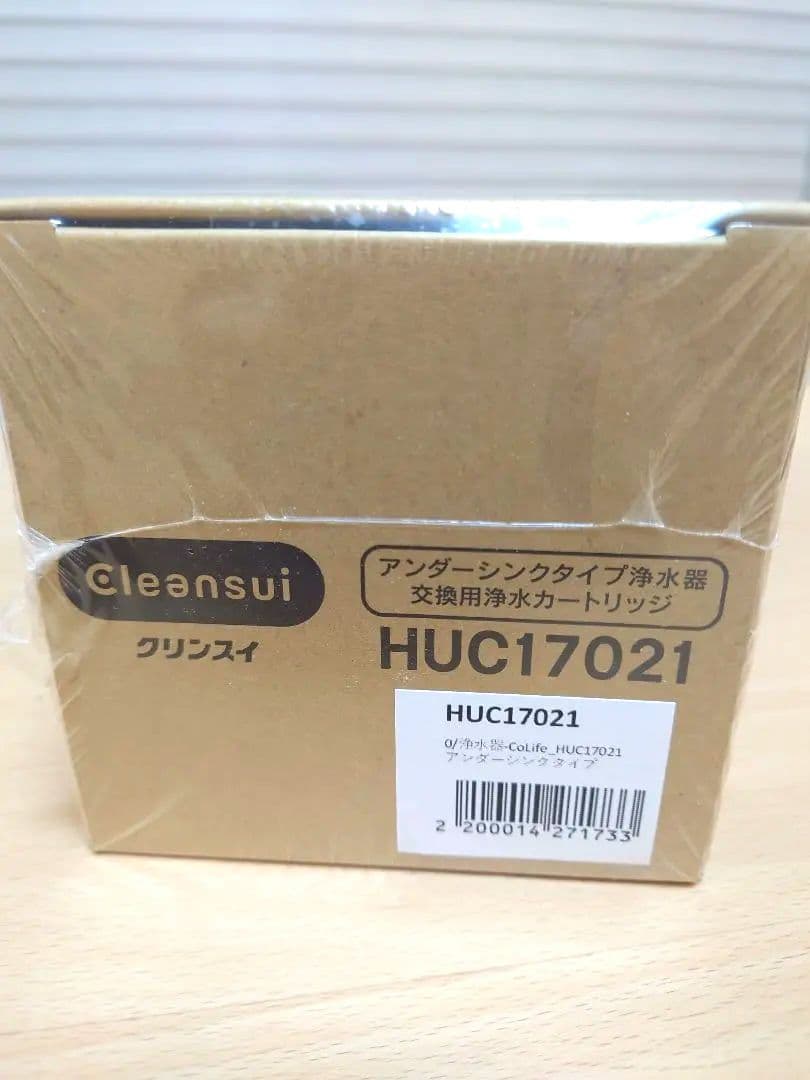 Cleansui
クリンスイ
アンダーシンクタイプ浄水器
交換用浄水カートリッジ
HUC17021
HUC17021
0/浄水器-CoLife_HUC17021
アンダーシンクタイプ
2 200014 271733